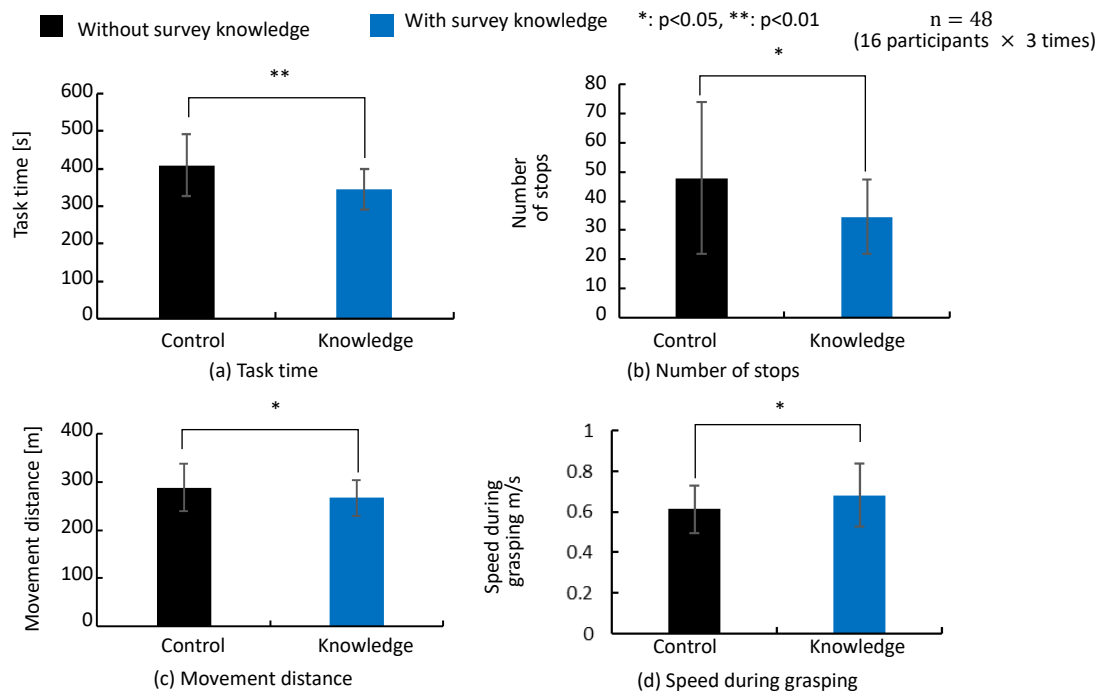 Without survey knowledge
With survey knowledge
*: p<0.05, **: p<0.01
n = 48
(16 participants × 3 times)
**
600
500
400
300
200
100
0
Task time [s]
Control
Knowledge
(a) Task time
*
80
70
60
50
40
30
20
10
0
Number
of stops
Control
Knowledge
(b) Number of stops
*
400
300
200
100
0
Movement distance [m]
Control
Knowledge
(c) Movement distance
*
1
0.8
0.6
0.4
0.2
0
Speed during
grasping m/s
Control
Knowledge
(d) Speed during grasping